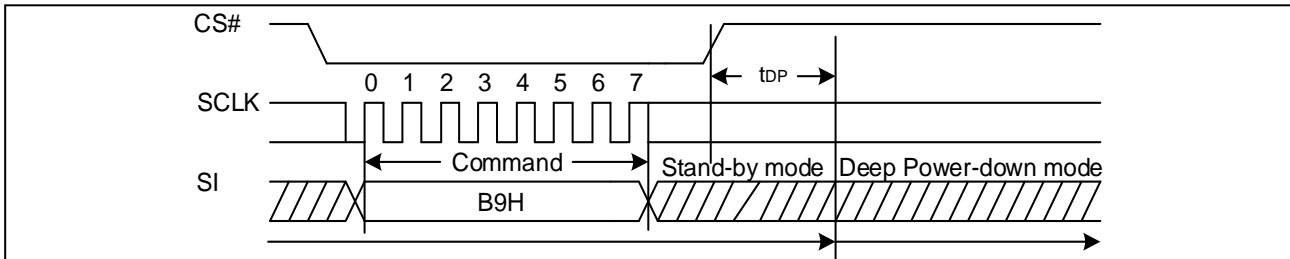 CS#
tDP
0 1 2 3 4 5 6 7
SCLK
Command
Stand-by mode Deep Power-down mode
SI
B9H